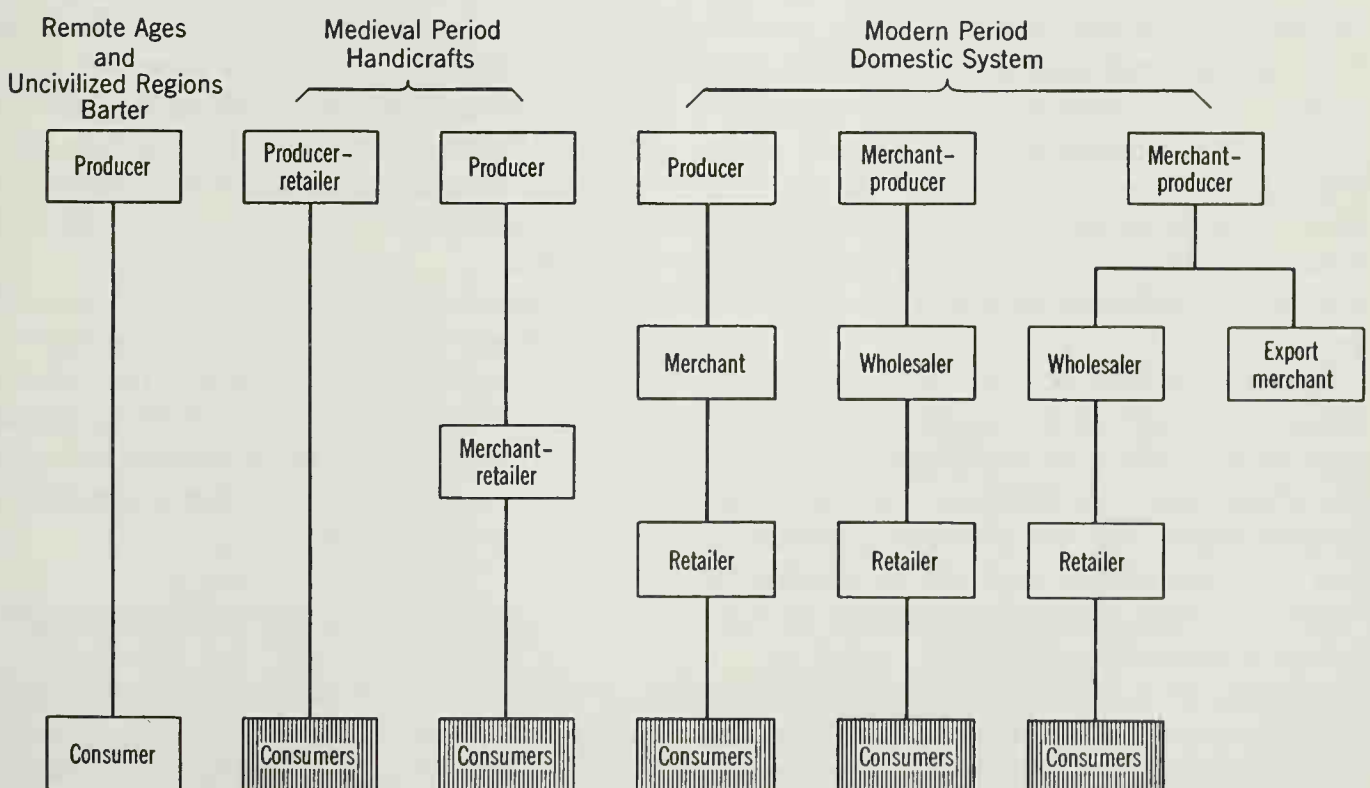 Remote Ages
and
Uncivilized Regions
Barter
Medieval Period
Handicrafts
Modern Period
Domestic System
Producer
Producer–
retailer
Producer
Producer
Merchant–
producer
Merchant–
producer
Merchant
Wholesaler
Wholesaler
Export
merchant
Merchant–
retailer
Retailer
Retailer
Retailer
Consumer
Consumers
Consumers
Consumers
Consumers
Consumers